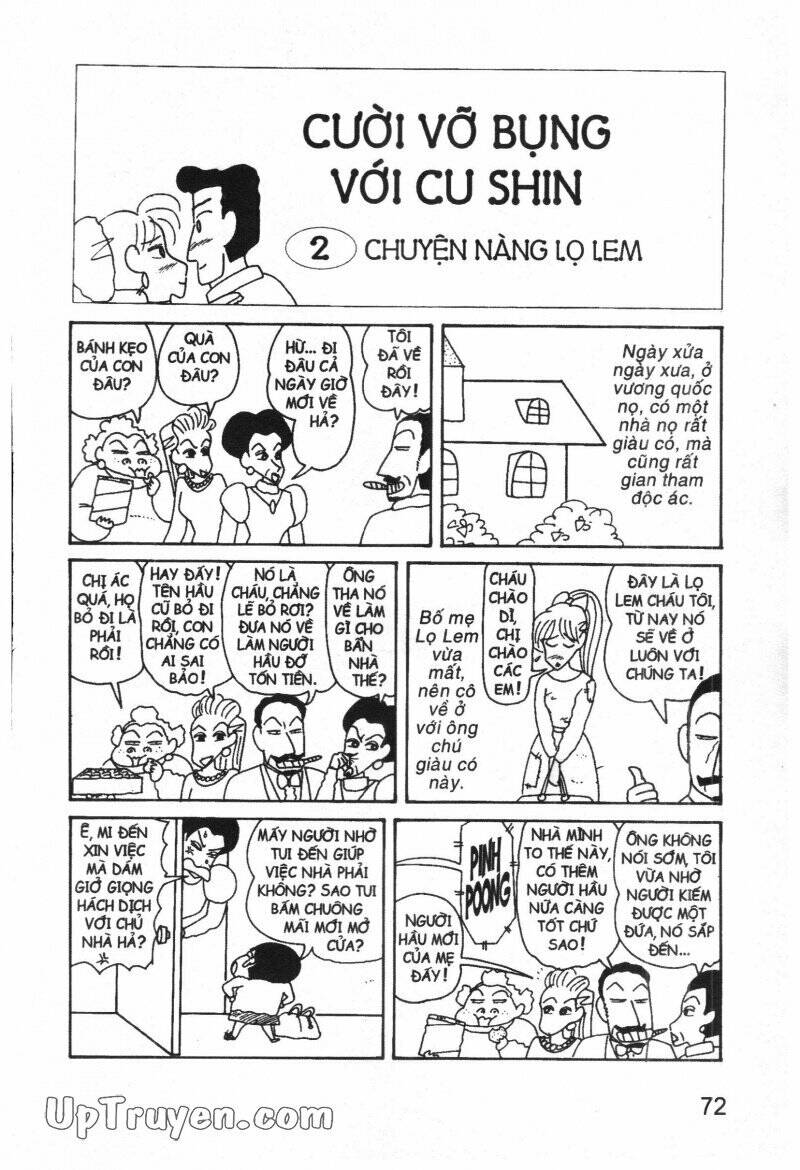 CƯỜI VỠ BỤNG
VỚI CU SHIN
2 CHUYỆN NÀNG LỌ LEM
Ngày xửa
ngày xưa, ở
vương quốc
nọ, có một
nhà nọ rất
giàu có, mà
cũng rất
gian tham
độc ác.
TÔI
ĐÃ VỀ
RỒI
ĐÂY!
HỪ... ĐI
ĐÂU CẢ
NGÀY GIỜ
MỚI VỀ
HẢ?
QUÀ
CỦA CON
ĐÂU?
BÁNH KẸO
CỦA CON
ĐÂU?
ĐÂY LÀ LỌ
LEM CHÁU TÔI,
TỪ NAY NÓ
SẼ VỀ Ở
LUÔN VỚI
CHÚNG TA!
CHÁU
CHÀO
DÌ,
CHỊ
CHÀO
CÁC
EM!
Bố mẹ
Lọ Lem
vừa
mất,
nên cô
về ở
với ông
chú
giàu có
này.
ÔNG
THA NÓ
VỀ LÀM
GÌ CHO
BẨN
NHÀ
THẾ?
NÓ LÀ
CHÁU, CHẲNG
LẼ BỎ RƠI?
ĐƯA NÓ VỀ
LÀM NGƯỜI
HẦU ĐỠ
TỐN TIỀN.
HAY ĐẤY!
TÊN HẦU
CŨ BỎ ĐI
RỒI, CON
CHẲNG CÓ
AI SAI
BẢO!
CHỊ ÁC
QUÁ, HỌ
BỎ ĐI LÀ
PHẢI
RỒI!
ÔNG KHÔNG
NÓI SỚM, TÔI
VỪA NHỜ
NGƯỜI KIẾM
ĐƯỢC MỘT
ĐỨA, NÓ SẮP
ĐẾN...
NHÀ MÌNH
TO THẾ NÀY,
CÓ THÊM
NGƯỜI HẦU
NỮA CÀNG
TỐT CHỨ
SAO!
PINH
POONG
NGƯỜI
HẦU MỚI
CỦA MẸ
ĐẤY!
MẤY NGƯỜI NHỜ
TUI ĐẾN GIÚP
VIỆC NHÀ PHẢI
KHÔNG? SAO TUI
BẤM CHUÔNG
MÃI MỚI MỞ
CỬA?
Ê, MI ĐẾN
XIN VIỆC
MÀ DÁM
GIỞ GIỌNG
HÁCH DỊCH
VỚI CHỦ
NHÀ HẢ?
UpTruyen.com
72